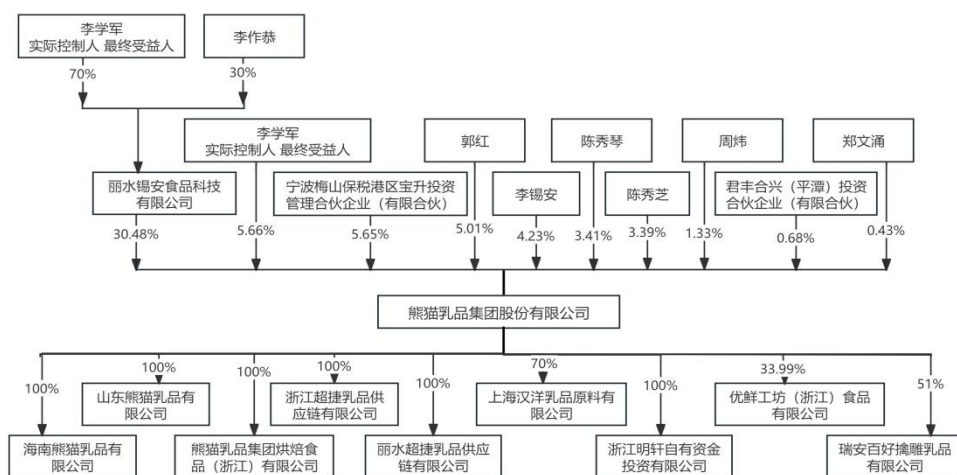 李学军
实际控制人 最终受益人
李作恭
70%
30%
李学军
实际控制人 最终受益人
郭红
陈秀琴
周炜
郑文涌
丽水锡安食品科技
有限公司
宁波梅山保税港区宝升投资
管理合伙企业（有限合伙）
李锡安
陈秀芝
君丰合兴（平潭）投资
合伙企业（有限合伙）
30.48%
5.66%
5.65%
5.01%
4.23%
3.41%
3.39%
1.33%
0.68%
0.43%
熊猫乳品集团股份有限公司
100%
100%
100%
100%
100%
70%
100%
33.99%
51%
山东熊猫乳品有
限公司
浙江超捷乳品供
应链有限公司
上海汉洋乳品原料有
限公司
优鲜工坊（浙江）食品
有限公司
海南熊猫乳品有
限公司
熊猫乳品集团烘焙食
品（浙江）有限公司
丽水超捷乳品供应
链有限公司
浙江明轩自有资金
投资有限公司
瑞安百好擒雕乳品
有限公司